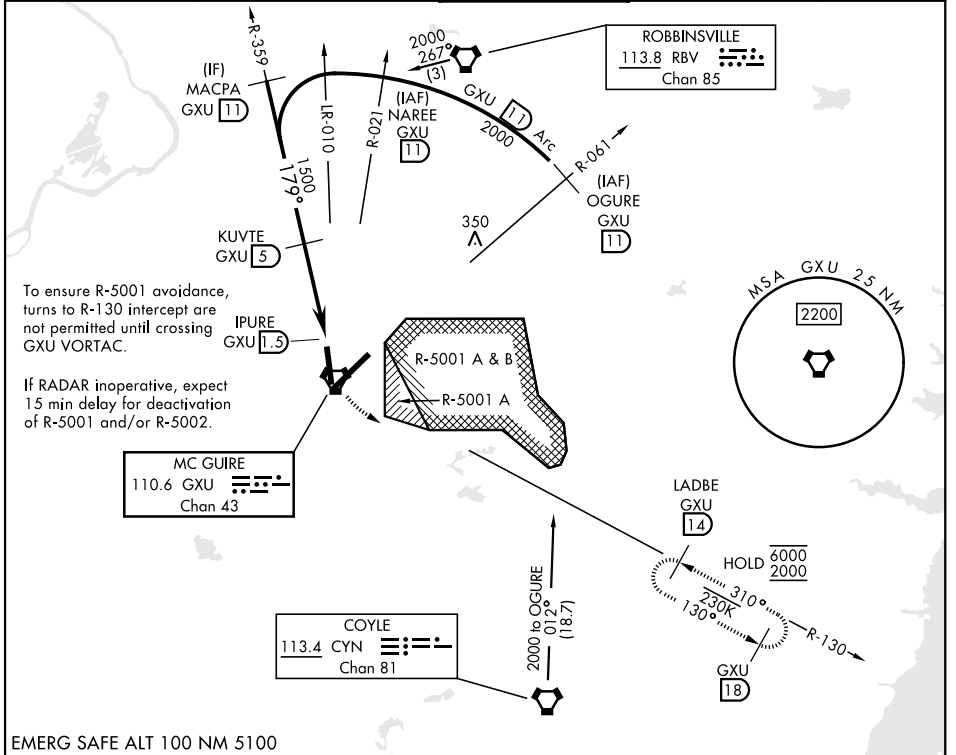 R-359
2000
267°
(3)
ROBBINSVILLE
113.8 RBV
Chan 85
(IF)
MACPA
GXU 11
LR-010
R-021
(IAF)
NAREE
GXU
11
GXU 11 Arc
2000
R-061
(IAF)
OGURE
GXU
11
1500
179°
350
KUVTE
GXU 5
MSA GXU 25 NM
2200
To ensure R-5001 avoidance,
turns to R-130 intercept are
not permitted until crossing
GXU VORTAC.
IPURE
GXU 1.5
R-5001 A & B
R-5001 A
If RADAR inoperative, expect
15 min delay for deactivation
of R-5001 and/or R-5002.
MC GUIRE
110.6 GXU
Chan 43
LADBE
GXU
14
HOLD 6000
2000
310°
230K
130°
R-130
GXU
18
2000 to OGURE
012°
(18.7)
COYLE
113.4 CYN
Chan 81
EMERG SAFE ALT 100 NM 5100